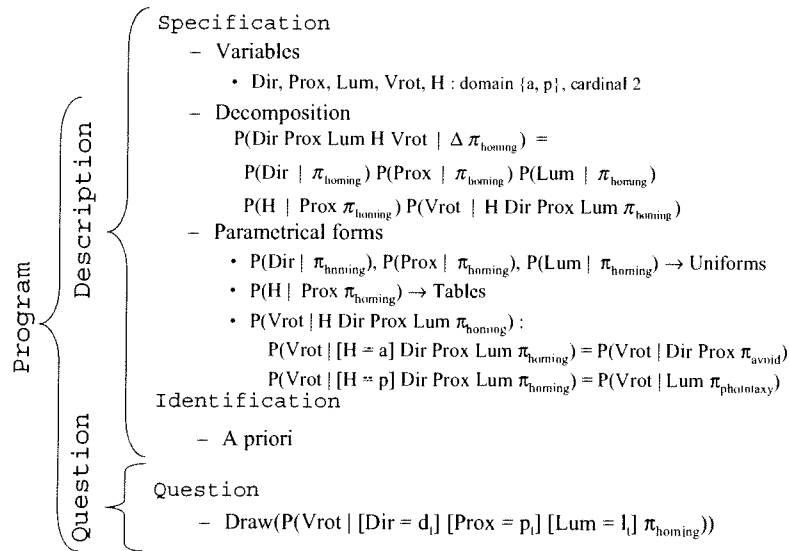 Program
Description
Question
Specification
– Variables
• Dir, Prox, Lum, Vrot, H : domain {a, p}, cardinal 2
– Decomposition
P(Dir Prox Lum H Vrot | Δ π_homing) =
P(Dir | π_homing) P(Prox | π_homing) P(Lum | π_homing)
P(H | Prox π_homing) P(Vrot | H Dir Prox Lum π_homing)
– Parametrical forms
• P(Dir | π_homing), P(Prox | π_homing), P(Lum | π_homing) → Uniforms
• P(H | Prox π_homing) → Tables
• P(Vrot | H Dir Prox Lum π_homing) :
P(Vrot | [H = a] Dir Prox Lum π_homing) = P(Vrot | Dir Prox π_avoid)
P(Vrot | [H = p] Dir Prox Lum π_homing) = P(Vrot | Lum π_phototaxy)
Identification
– A priori
Question
– Draw(P(Vrot | [Dir = d_t] [Prox = p_t] [Lum = l_t] π_homing))